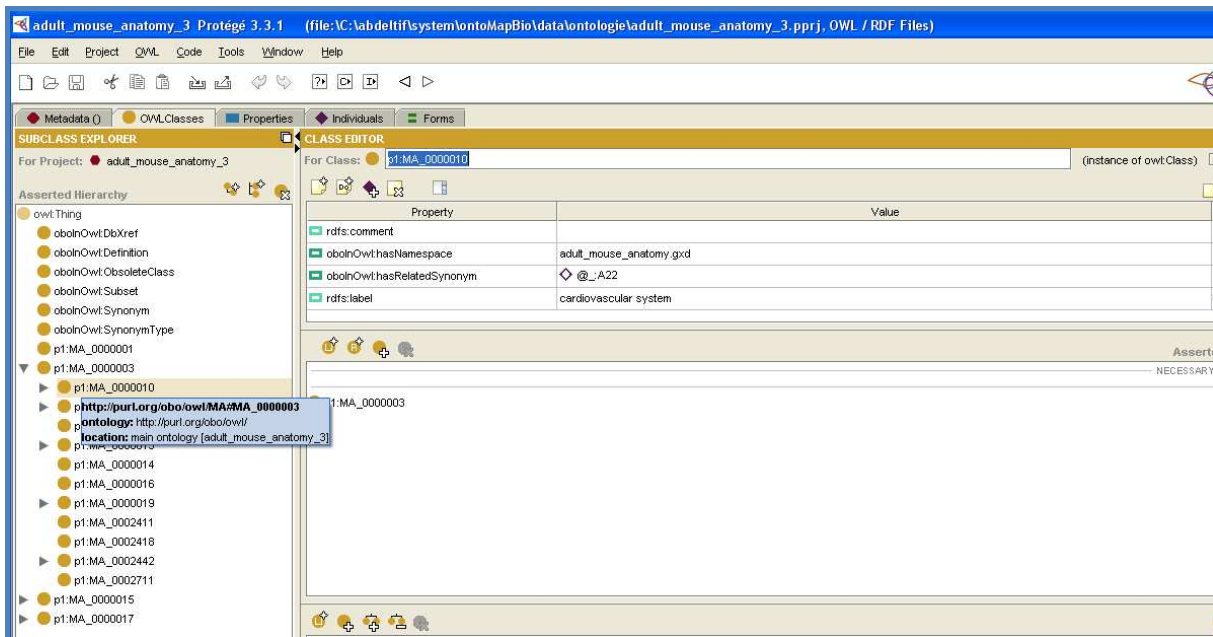 adult_mouse_anatomy_3 Protégé 3.3.1 (file:\C:\abdeltif\system\ontoMapBio\data\ontologie\adult_mouse_anatomy_3.pprj, OWL / RDF Files)
File Edit Project OWL Code Tools Window Help
Metadata () OWLClasses Properties Individuals Forms
SUBCLASS EXPLORER
For Project: adult_mouse_anatomy_3
Asserted Hierarchy
owl:Thing
oboInOwl:DbXref
oboInOwl:Definition
oboInOwl:ObsoleteClass
oboInOwl:Subset
oboInOwl:Synonym
oboInOwl:SynonymType
p1:MA_0000001
p1:MA_0000003
p1:MA_0000010
http://purl.org/obo/owl/MA#MA_0000003
ontology: http://purl.org/obo/owl/
location: main ontology [adult_mouse_anatomy_3]
p1:MA_0000014
p1:MA_0000016
p1:MA_0000019
p1:MA_0002411
p1:MA_0002418
p1:MA_0002442
p1:MA_0002711
p1:MA_0000015
p1:MA_0000017
CLASS EDITOR
For Class: p1:MA_0000010 (instance of owl:Class)
Property Value
rdfs:comment
oboInOwl:hasNamespace adult_mouse_anatomy.gxd
oboInOwl:hasRelatedSynonym @_:A22
rdfs:label cardiovascular system
Asserte
NECESSARY
1:MA_0000003